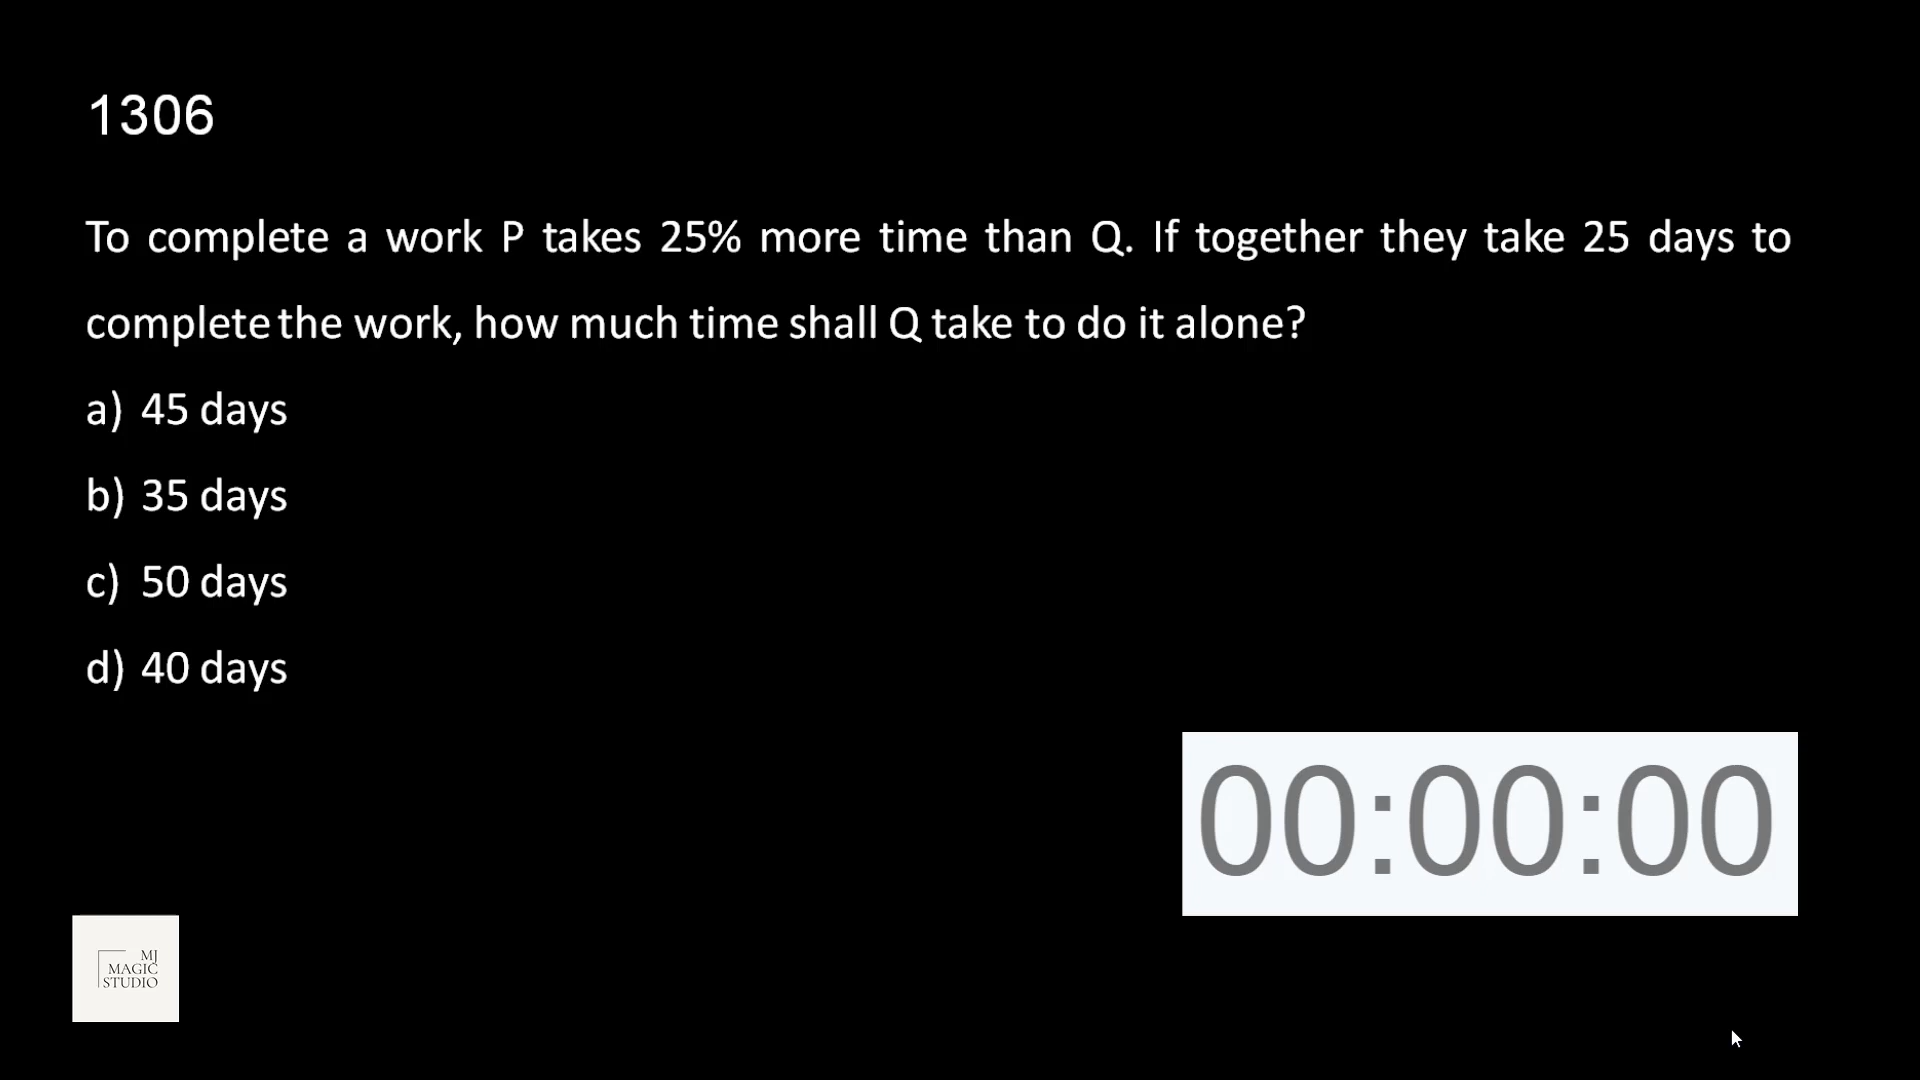 1306
To complete a work P takes 25% more time than Q. If together they take 25 days to
complete the work, how much time shall Q take to do it alone?
a) 45 days
b) 35 days
c) 50 days
d) 40 days
00:00:00
MJ
MAGIC
STUDIO